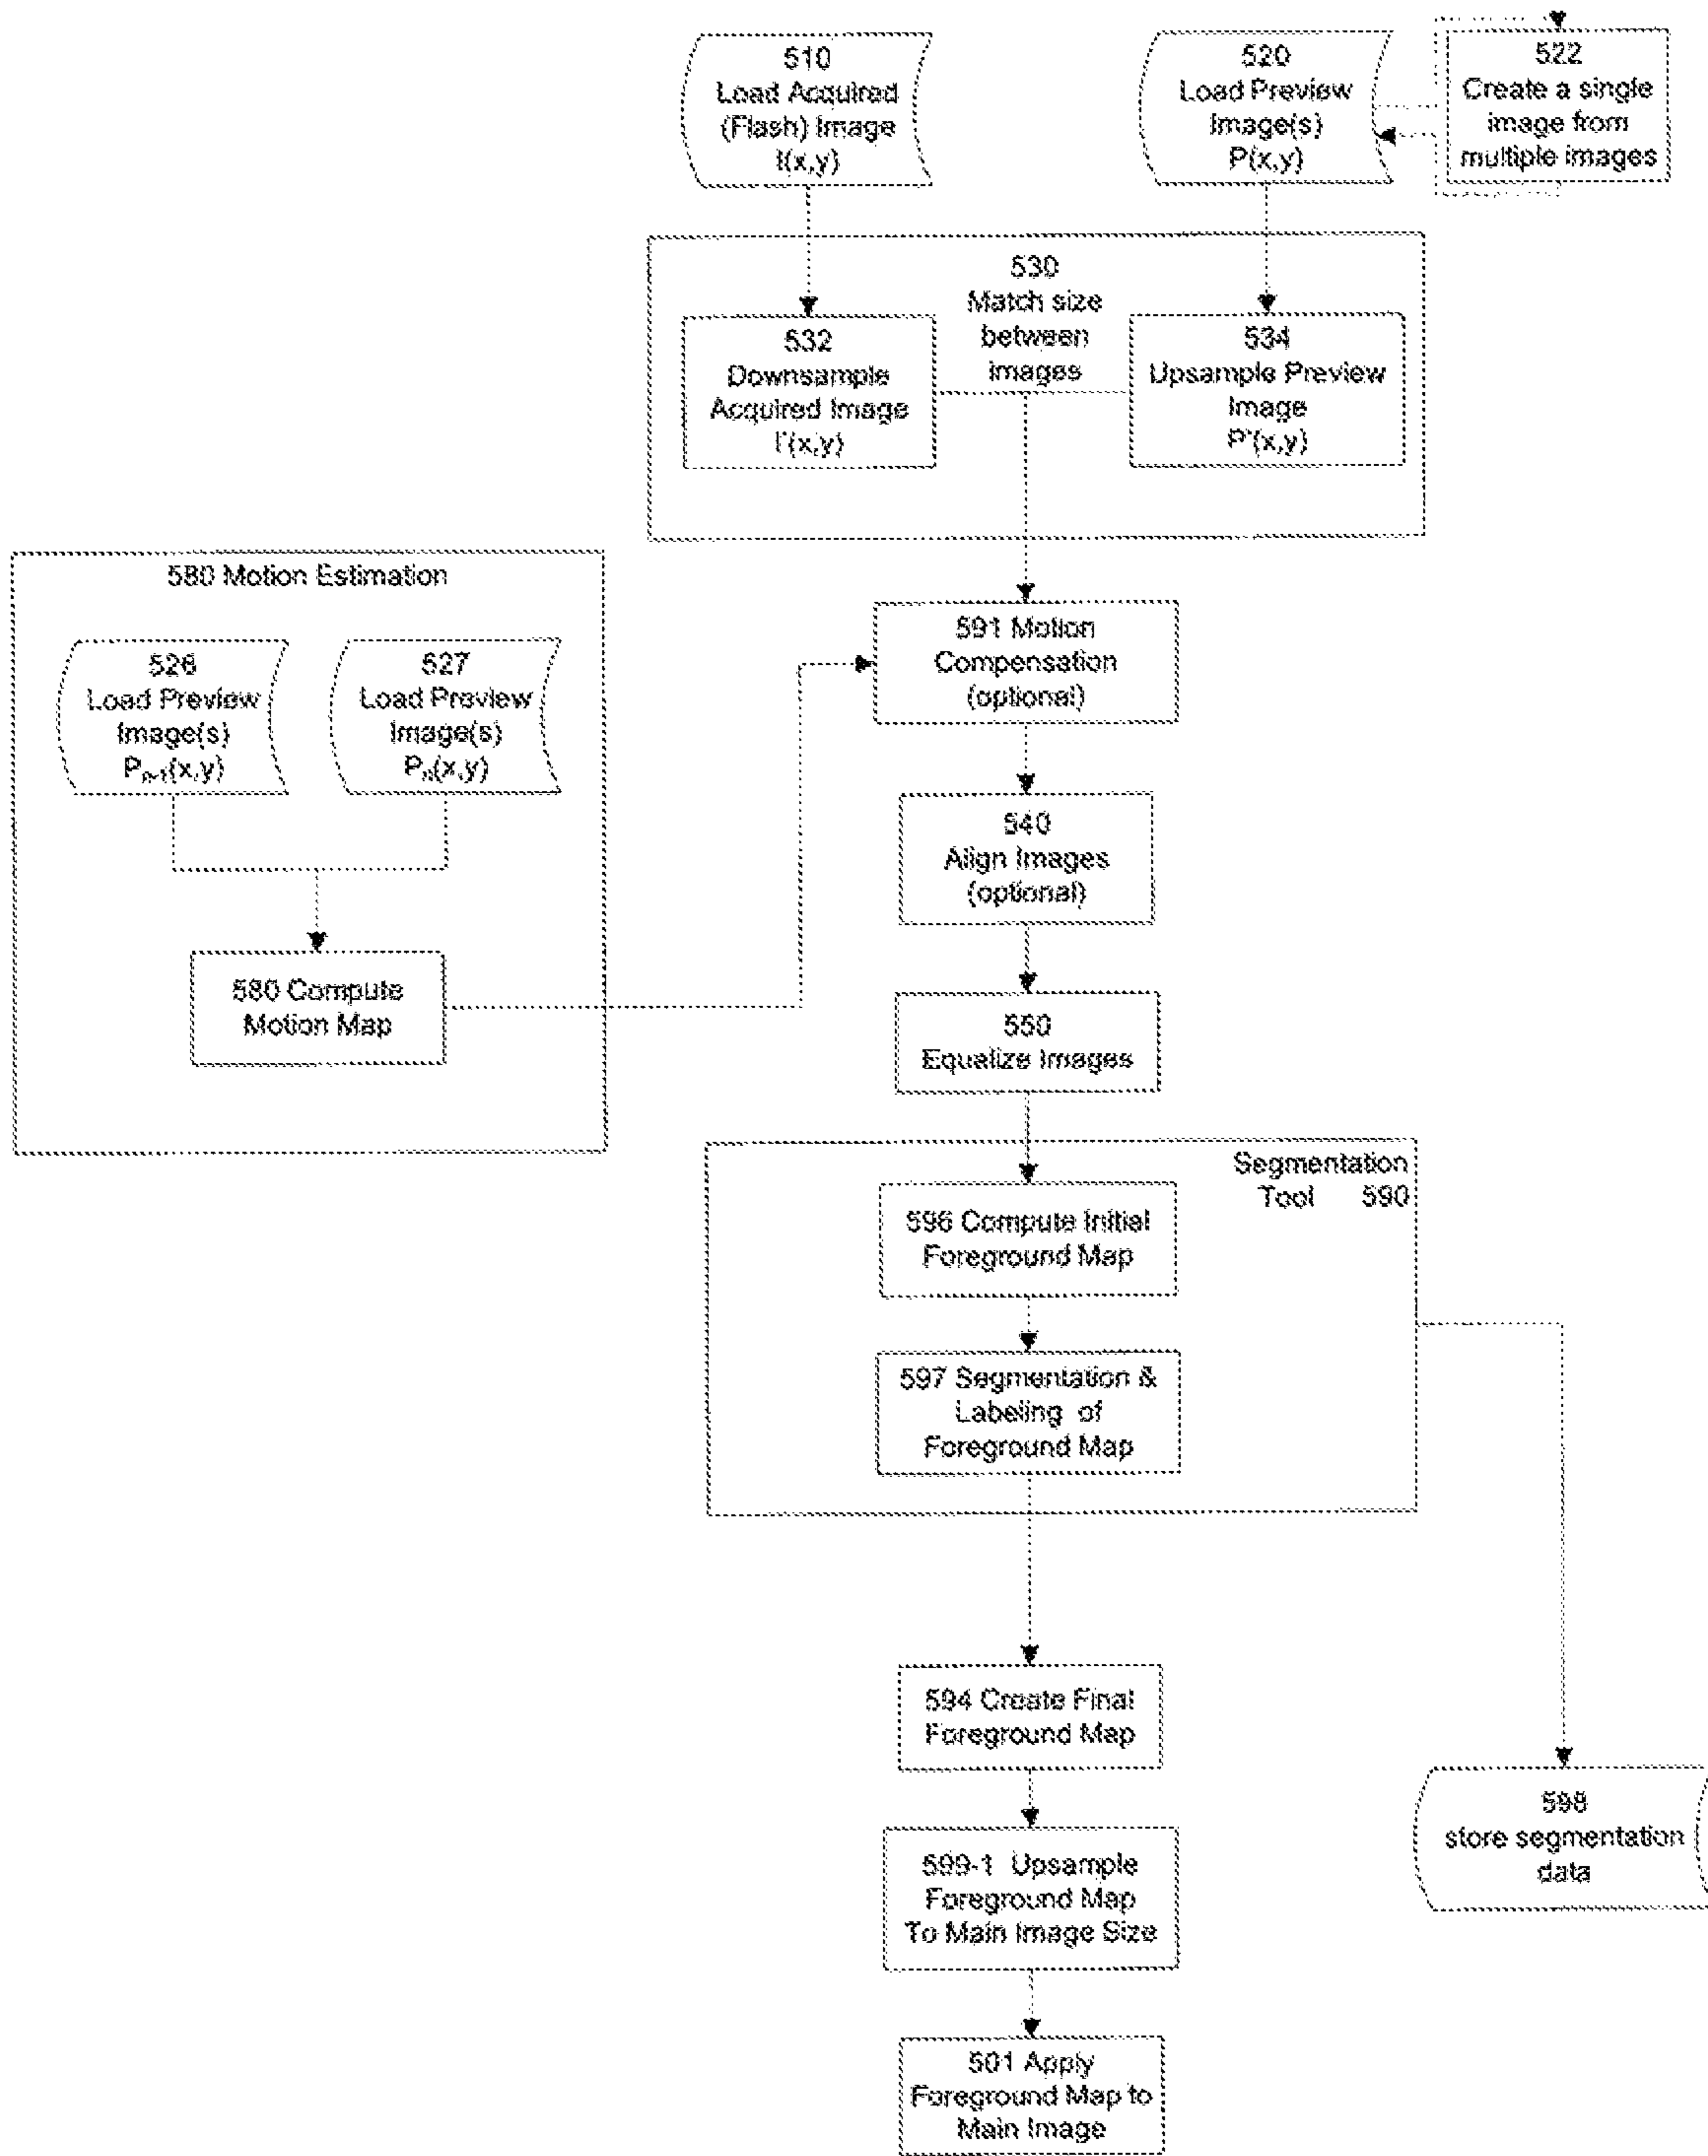 510
Load Acquired
(Flash) Image
I(x,y)
520
Load Preview
Image(s)
P(x,y)
522
Create a single
image from
multiple images
530
Match size
between
images
532
Downsample
Acquired Image
I'(x,y)
534
Upsample Preview
Image
P'(x,y)
580 Motion Estimation
526
Load Preview
Image(s)
Pn-1(x,y)
527
Load Preview
Image(s)
Pn(x,y)
580 Compute
Motion Map
591 Motion
Compensation
(optional)
540
Align Images
(optional)
550
Equalize Images
Segmentation
Tool 590
596 Compute Initial
Foreground Map
597 Segmentation &
Labeling of
Foreground Map
594 Create Final
Foreground Map
598
store segmentation
data
599-1 Upsample
Foreground Map
To Main Image Size
501 Apply
Foreground Map to
Main Image